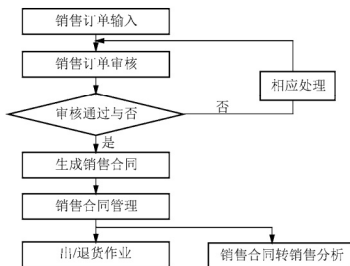 销售订单输入
销售订单审核
相应处理
审核通过与否
否
是
生成销售合同
销售合同管理
出/退货作业
销售合同转销售分析